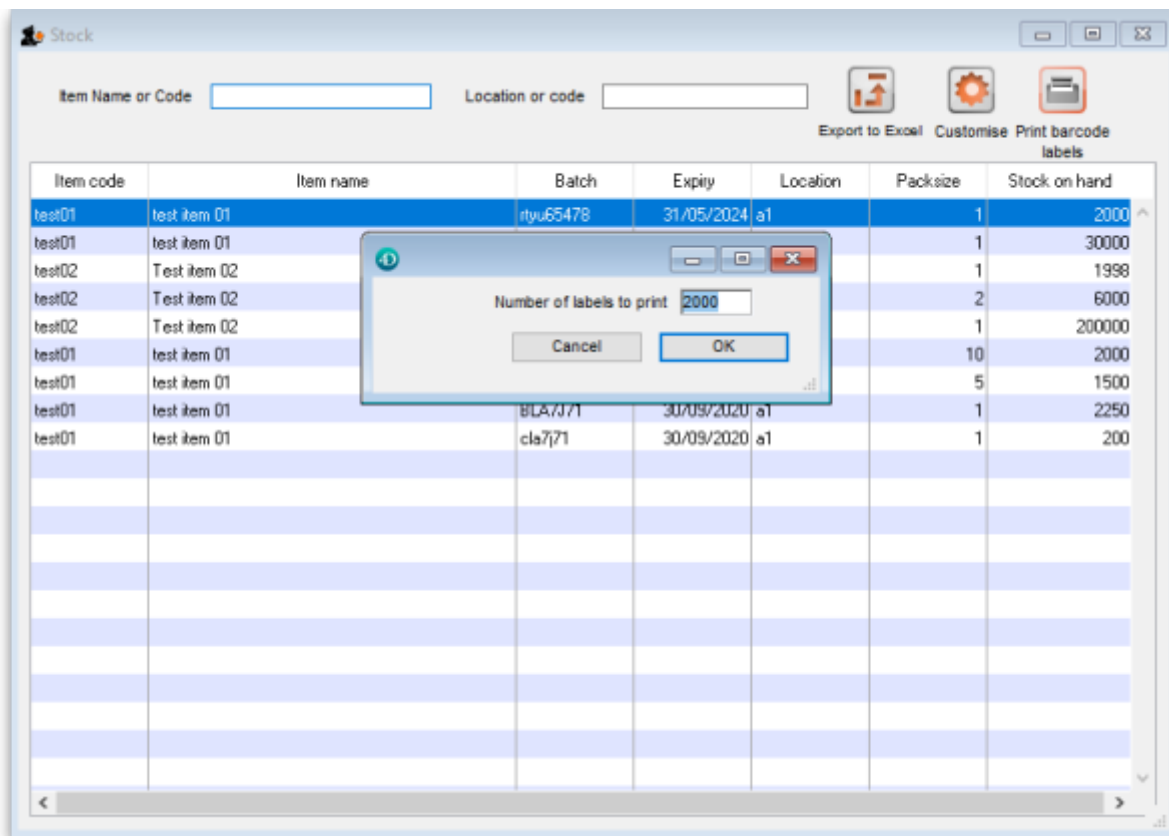 Stock
Item Name or Code Location or code
Export to Excel Customise Print barcode
labels
Item code Item name Batch Expiry Location Packsize Stock on hand
test01 test item 01 rtyu65478 31/05/2024 a1 1 2000
test01 test item 01 1 30000
test02 Test item 02 1 1998
test02 Test item 02 2 6000
test02 Test item 02 1 200000
test01 test item 01 10 2000
test01 test item 01 5 1500
test01 test item 01 BLA7J71 30/09/2020 a1 1 2250
test01 test item 01 cla7j71 30/09/2020 a1 1 200
Number of labels to print 2000
Cancel OK